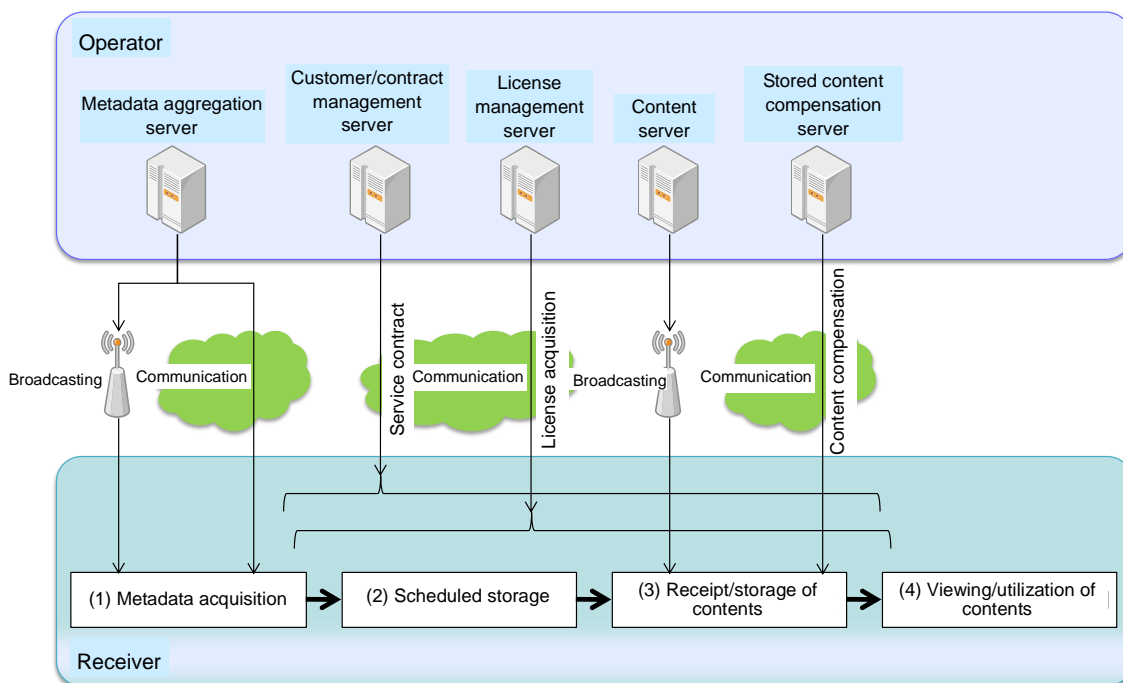 Operator
Metadata aggregation
server
Customer/contract
management
server
License
management
server
Content
server
Stored content
compensation
server
Broadcasting
Communication
Service contract
Communication
License acquisition
Broadcasting
Communication
Content compensation
(1) Metadata acquisition
(2) Scheduled storage
(3) Receipt/storage of
contents
(4) Viewing/utilization of
contents
Receiver